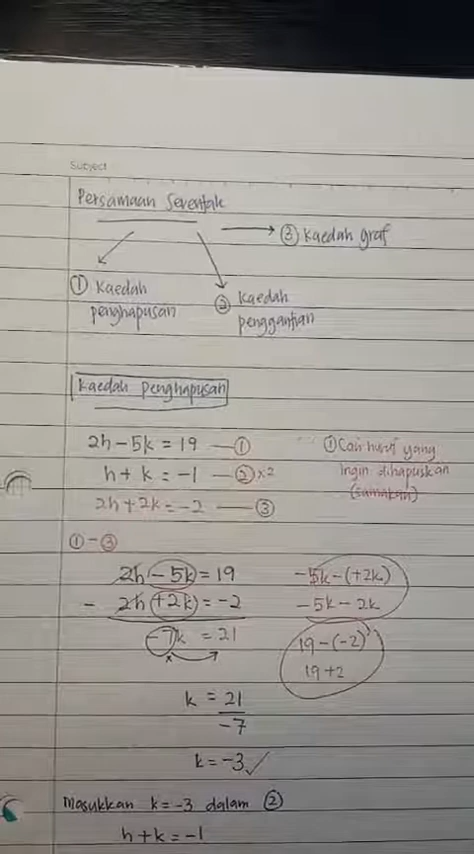 Subject
Persamaan Serentak
③ Kaedah graf
① Kaedah
penghapusan
② Kaedah
penggantian
Kaedah penghapusan
2h - 5k = 19 — ①
h + k = -1 — ② x2
2h + 2k = -2 — ③
① Cari huruf yang
ingin dihapuskan
(samakan)
① - ③
2h - 5k = 19
- 2h + 2k = -2
-7k = 21
-5k - (+2k)
-5k - 2k
19 - (-2)
19 + 2
k = 21
-7
k = -3 ✓
Masukkan k = -3 dalam ②
h + k = -1